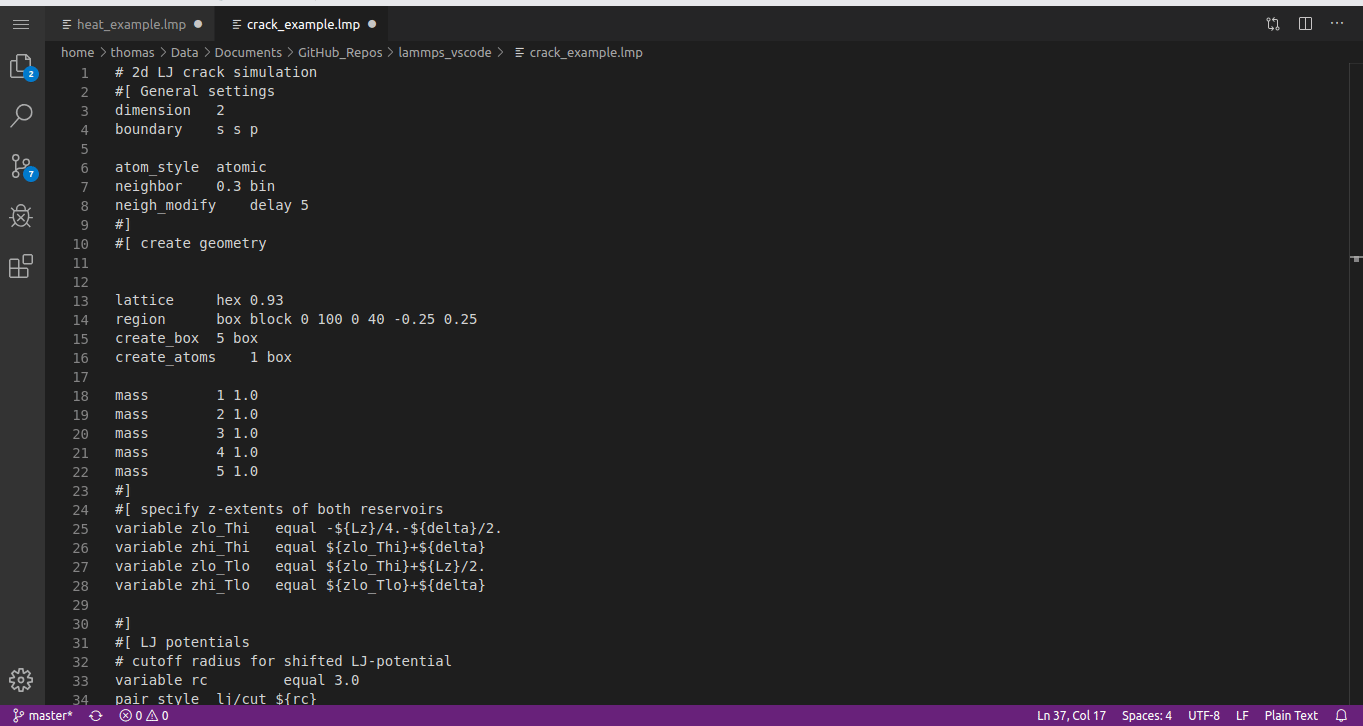 heat_example.lmp
crack_example.lmp
home > thomas > Data > Documents > GitHub_Repos > lammps_vscode > crack_example.lmp
1 # 2d LJ crack simulation
2 #[ General settings
3 dimension 2
4 boundary s s p
5
6 atom_style atomic
7 neighbor 0.3 bin
8 neigh_modify delay 5
9 #]
10 #[ create geometry
11
12
13 lattice hex 0.93
14 region box block 0 100 0 40 -0.25 0.25
15 create_box 5 box
16 create_atoms 1 box
17
18 mass 1 1.0
19 mass 2 1.0
20 mass 3 1.0
21 mass 4 1.0
22 mass 5 1.0
23 #]
24 #[ specify z-extents of both reservoirs
25 variable zlo_Thi equal -${Lz}/4.-${delta}/2.
26 variable zhi_Thi equal ${zlo_Thi}+${delta}
27 variable zlo_Tlo equal ${zlo_Thi}+${Lz}/2.
28 variable zhi_Tlo equal ${zlo_Tlo}+${delta}
29
30 #]
31 #[ LJ potentials
32 # cutoff radius for shifted LJ-potential
33 variable rc equal 3.0
34 pair_style lj/cut ${rc}
2
7
master* 0 0 Ln 37, Col 17 Spaces: 4 UTF-8 LF Plain Text